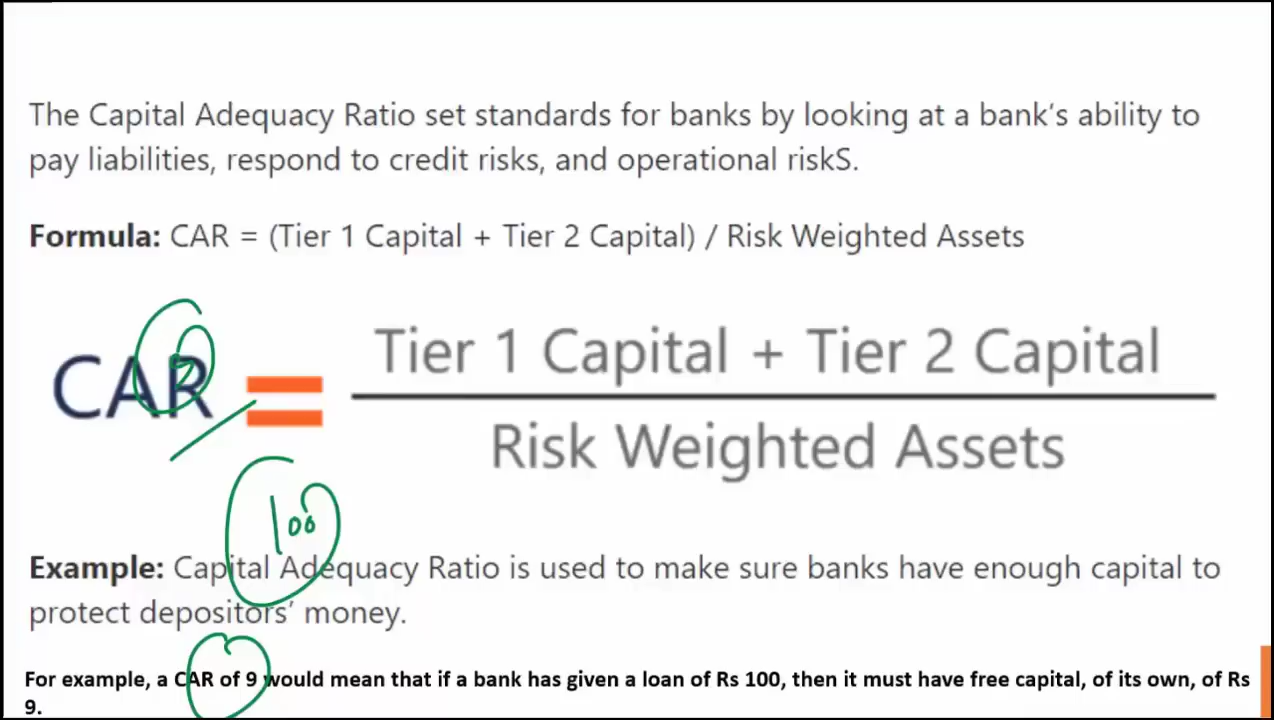 The Capital Adequacy Ratio set standards for banks by looking at a bank's ability to
pay liabilities, respond to credit risks, and operational riskS.
Formula: CAR = (Tier 1 Capital + Tier 2 Capital) / Risk Weighted Assets
CAR = Tier 1 Capital + Tier 2 Capital
Risk Weighted Assets
9
100
Example: Capital Adequacy Ratio is used to make sure banks have enough capital to
protect depositors' money.
For example, a CAR of 9 would mean that if a bank has given a loan of Rs 100, then it must have free capital, of its own, of Rs
9.